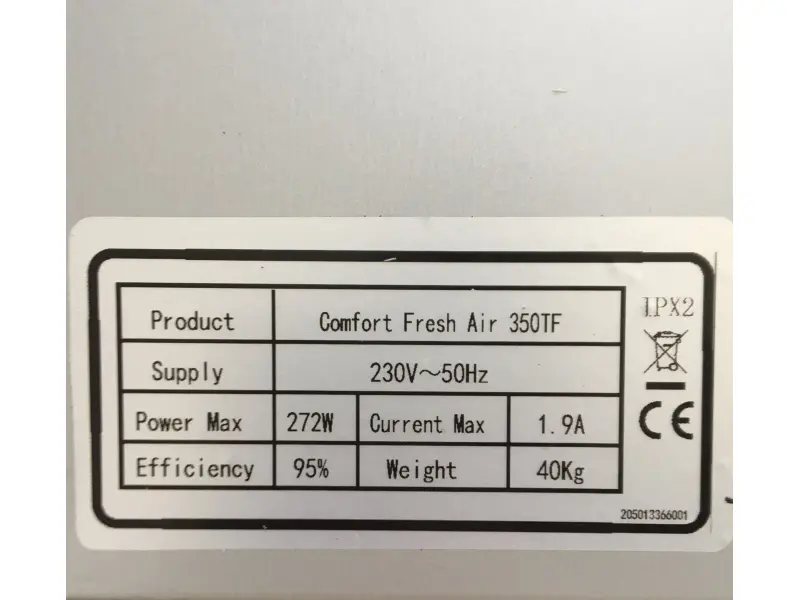 Product Comfort Fresh Air 350TF
Supply 230V~50Hz
Power Max 272W Current Max 1.9A
Efficiency 95% Weight 40Kg
IPX2
CE
205013366001